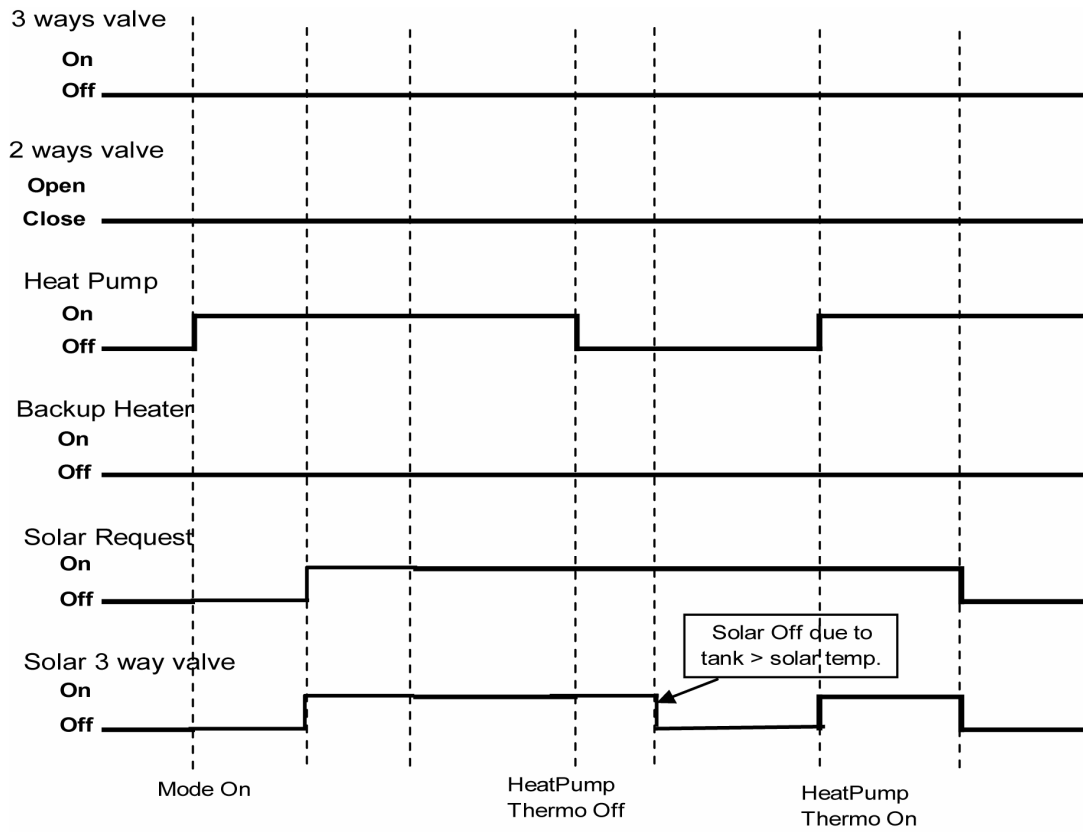 3 ways valve
On
Off
2 ways valve
Open
Close
Heat Pump
On
Off
Backup Heater
On
Off
Solar Request
On
Off
Solar Off due to
tank > solar temp.
Solar 3 way valve
On
Off
Mode On
HeatPump
Thermo Off
HeatPump
Thermo On